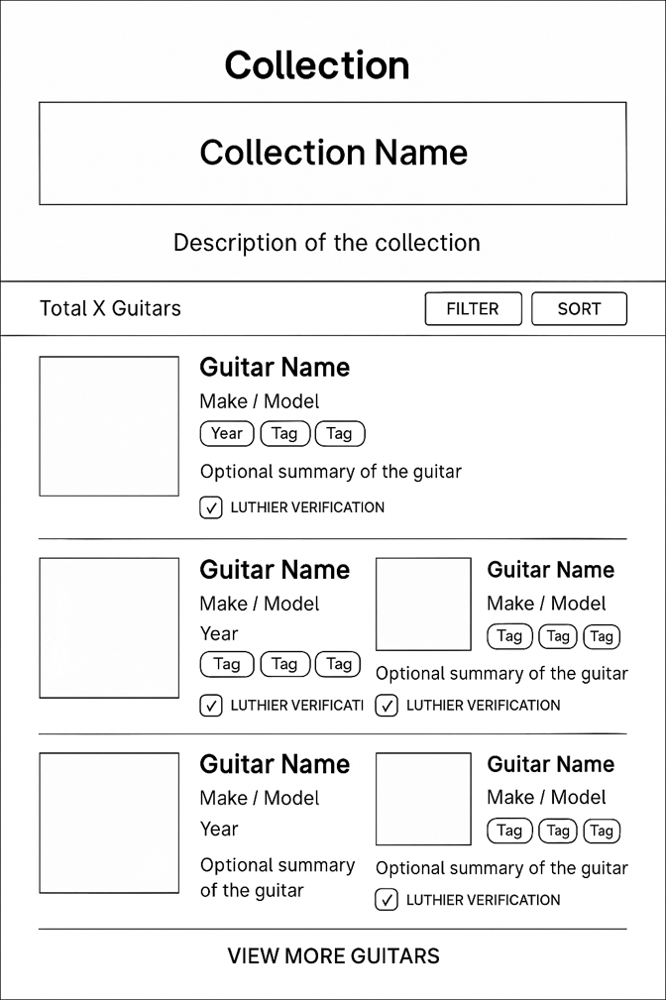 Collection
Collection Name
Description of the collection
Total X Guitars
FILTER
SORT
Guitar Name
Make / Model
Year Tag Tag
Optional summary of the guitar
LUTHIER VERIFICATION
Guitar Name
Make / Model
Year
Tag Tag Tag
LUTHIER VERIFICATI
Guitar Name
Make / Model
Tag Tag Tag
Optional summary of the guitar
LUTHIER VERIFICATION
Guitar Name
Make / Model
Year
Optional summary
of the guitar
Guitar Name
Make / Model
Tag Tag Tag
Optional summary of the guitar
LUTHIER VERIFICATION
VIEW MORE GUITARS